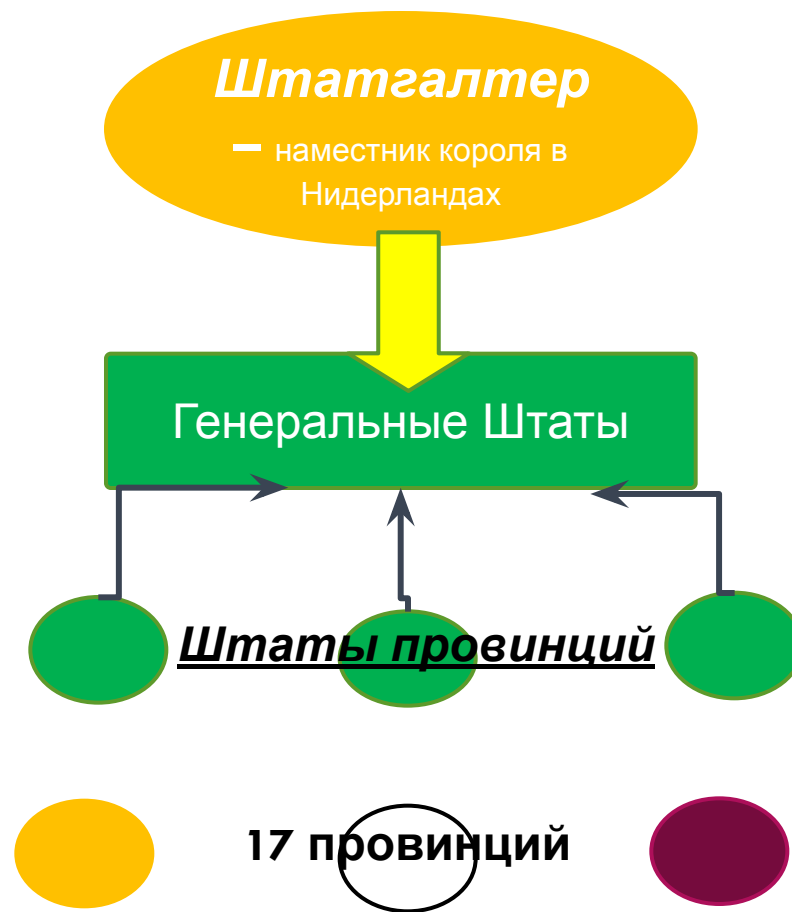 Штатгалтер
– наместник короля в
Нидерландах
Генеральные Штаты
Штаты провинций
17 провинций